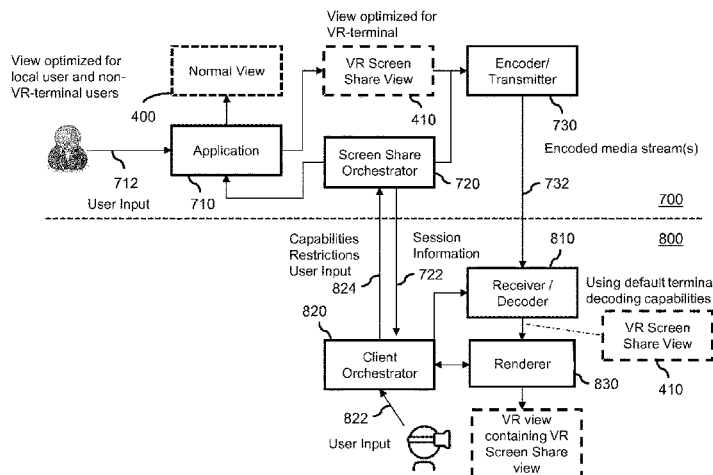 View optimized for
VR-terminal
View optimized for
local user and non-
VR-terminal users
Normal View
400
VR Screen
Share View
410
Encoder/
Transmitter
730
Application
710
712
User Input
Screen Share
Orchestrator
720
Encoded media stream(s)
732
700
800
Capabilities
Restrictions
User Input
824
Session
Information
722
810
Receiver /
Decoder
Using default termina
decoding capabilities
VR Screen
Share View
410
820
Client
Orchestrator
Renderer
830
822
User Input
VR view
containing VR
Screen Share
view